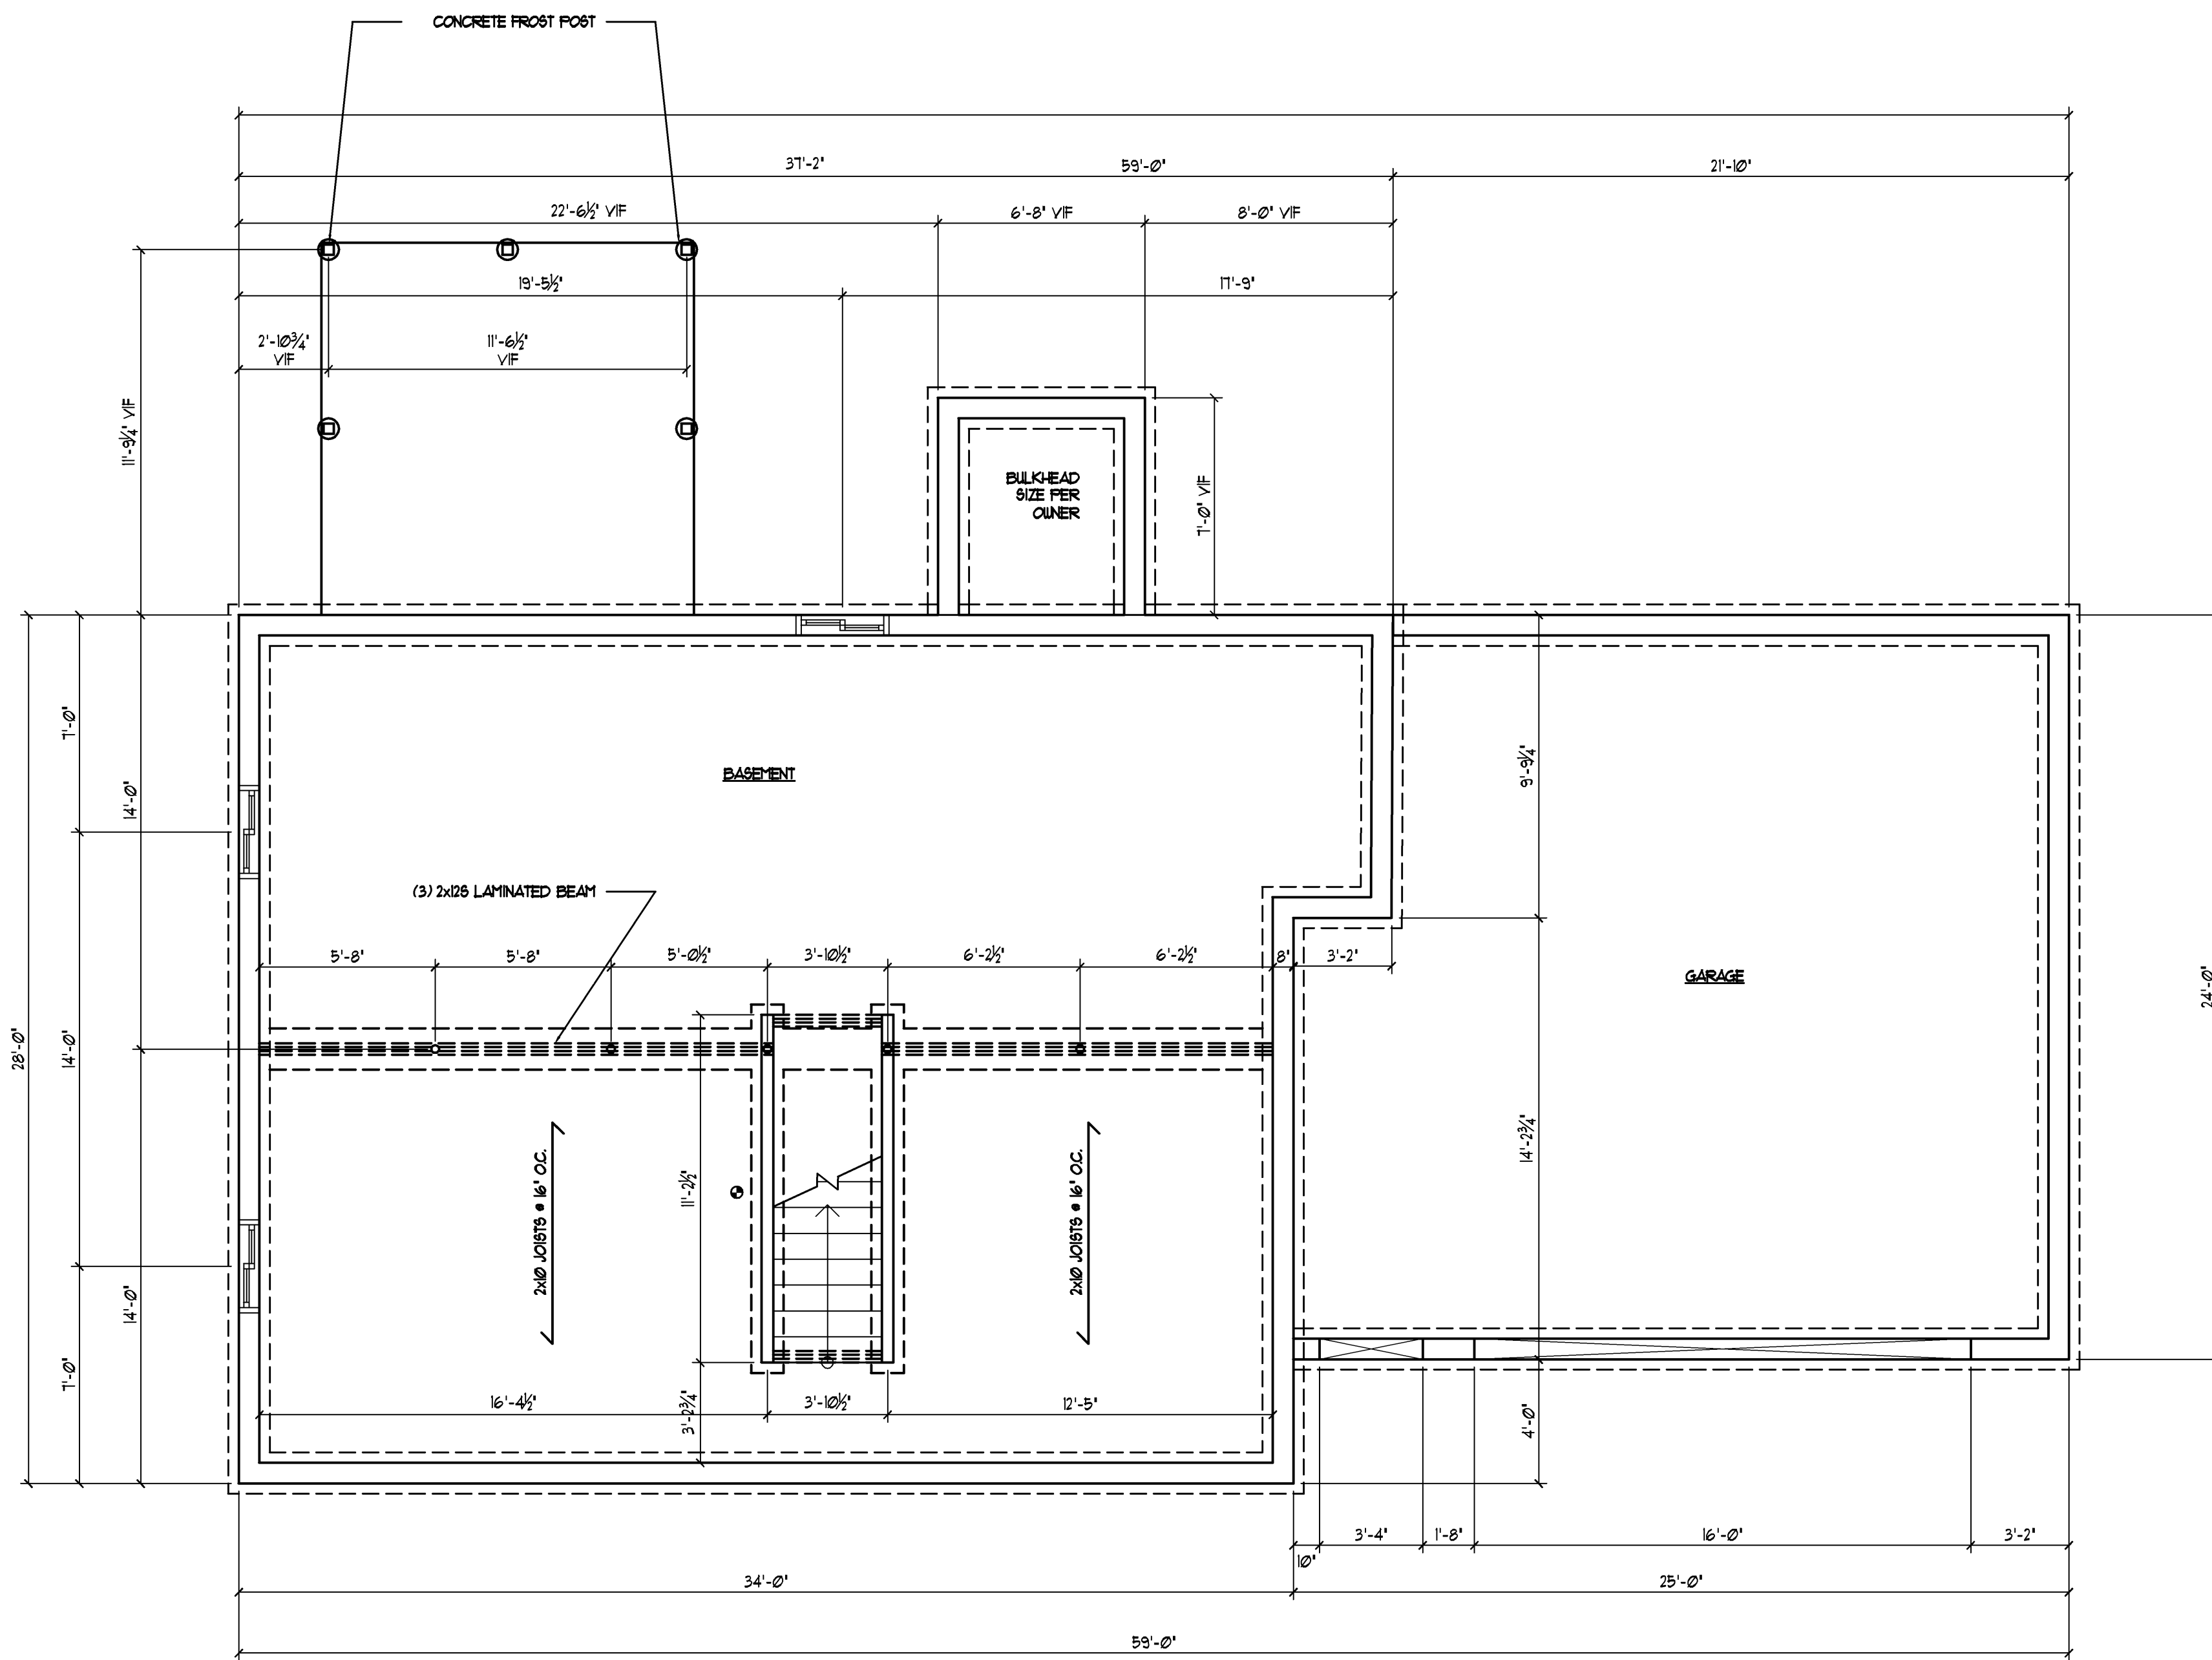 CONCRETE FROST POST
37'-2"
59'-0"
21'-10"
22'-6½" VIF
6'-8" VIF
8'-0" VIF
19'-5½"
17'-9"
2'-10¾"
VIF
11'-6½"
VIF
11'-9¼" VIF
BULKHEAD
SIZE PER
OWNER
7'-0" VIF
7'-0"
14'-0"
9'-9¼"
BASEMENT
(3) 2x12S LAMINATED BEAM
5'-8"
5'-8"
5'-0½"
3'-10½"
6'-2½"
6'-2½"
8"
3'-2"
GARAGE
24'-0"
28'-0"
14'-0"
14'-2¾"
11'-2½"
2x10 JOISTS @ 16" O.C.
2x10 JOISTS @ 16" O.C.
14'-0"
7'-0"
16'-4½"
3'-2¾"
3'-10½"
12'-5"
4'-0"
10"
3'-4"
1'-8"
16'-0"
3'-2"
34'-0"
25'-0"
59'-0"